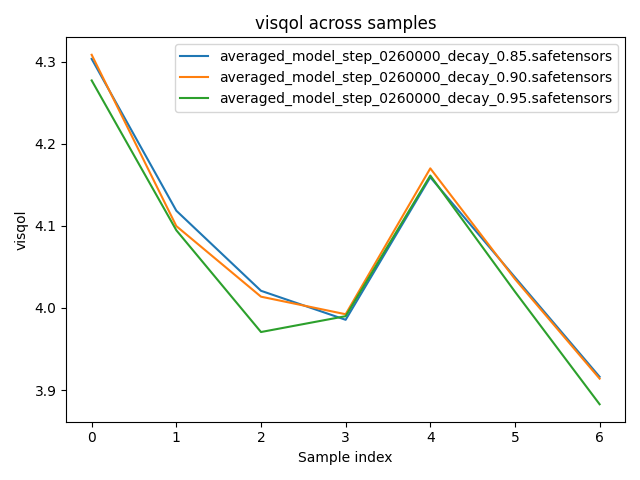 visqol across samples
averaged_model_step_0260000_decay_0.85.safetensors
averaged_model_step_0260000_decay_0.90.safetensors
averaged_model_step_0260000_decay_0.95.safetensors
visqol
4.3
4.2
4.1
4.0
3.9
0 1 2 3 4 5 6
Sample index